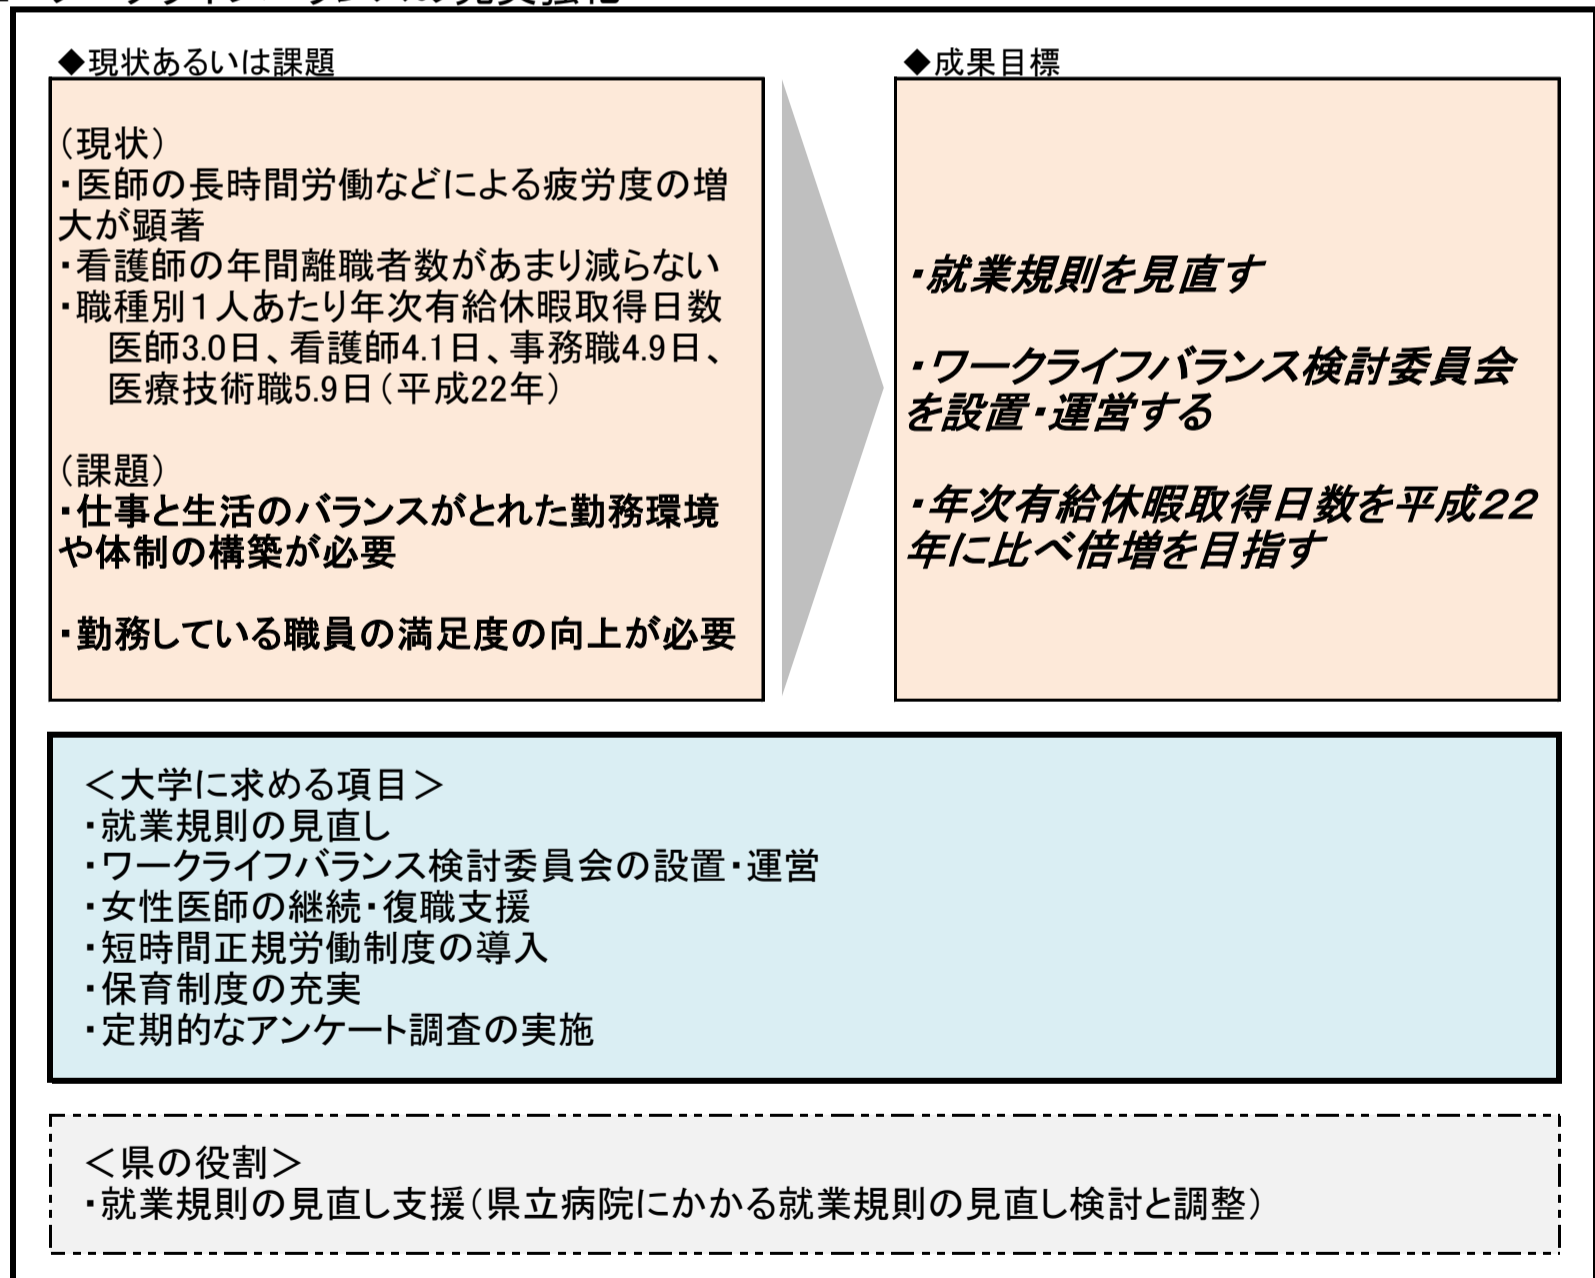 ◆現状あるいは課題
(現状)
・医師の長時間労働などによる疲労度の増
大が顕著
・看護師の年間離職者数があまり減らない
・職種別1人あたり年次有給休暇取得日数
医師3.0日、看護師4.1日、事務職4.9日、
医療技術職5.9日(平成22年)
(課題)
・仕事と生活のバランスがとれた勤務環境
や体制の構築が必要
・勤務している職員の満足度の向上が必要
◆成果目標
・就業規則を見直す
・ワークライフバランス検討委員会
を設置・運営する
・年次有給休暇取得日数を平成22
年に比べ倍増を目指す
<大学に求める項目>
・就業規則の見直し
・ワークライフバランス検討委員会の設置・運営
・女性医師の継続・復職支援
・短時間正規労働制度の導入
・保育制度の充実
・定期的なアンケート調査の実施
<県の役割>
・就業規則の見直し支援(県立病院にかかる就業規則の見直し検討と調整)